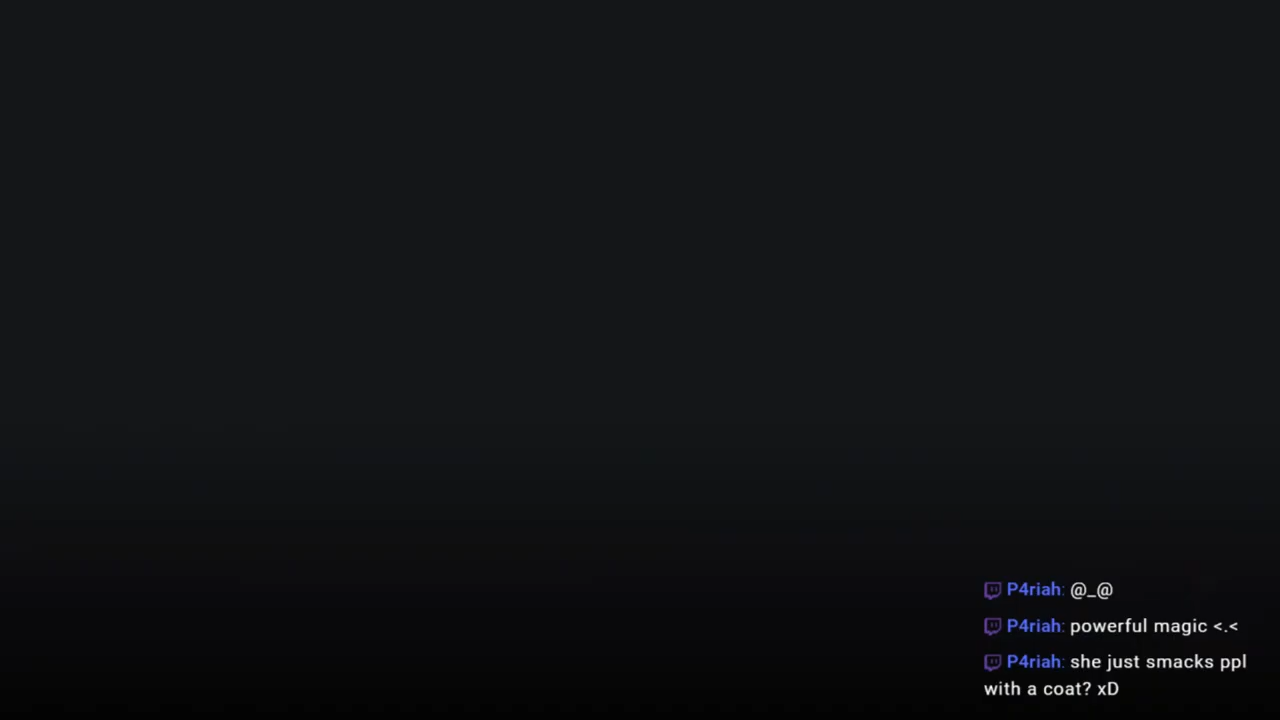 P4riah: @_@
P4riah: powerful magic <.<
P4riah: she just smacks ppl
with a coat? xD